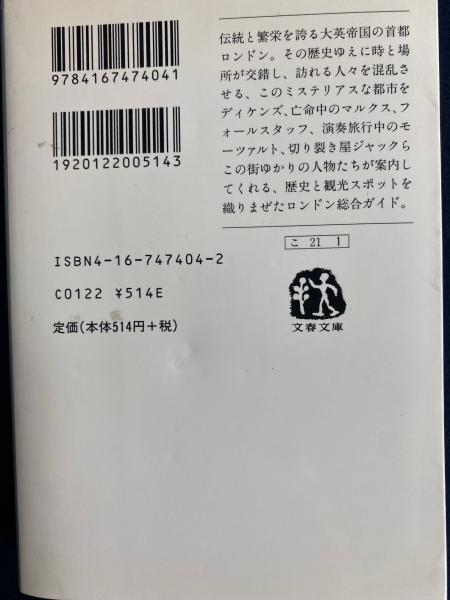 9784167474041
1920122005143
伝統と繁栄を誇る大英帝国の首都
ロンドン。その歴史ゆえに時と場
所が交錯し、訪れる人々を混乱さ
せる、このミステリアスな都市を
ディケンズ、亡命中のマルクス、フ
ォールスタッフ、演奏旅行中のモ
ーツァルト、切り裂き屋ジャックら
この街ゆかりの人物たちが案内し
てくれる、歴史と観光スポットを
織りまぜたロンドン総合ガイド。
こ 21 1
ISBN4-16-747404-2
C0122 ¥514E
定価(本体514円+税)
文春文庫